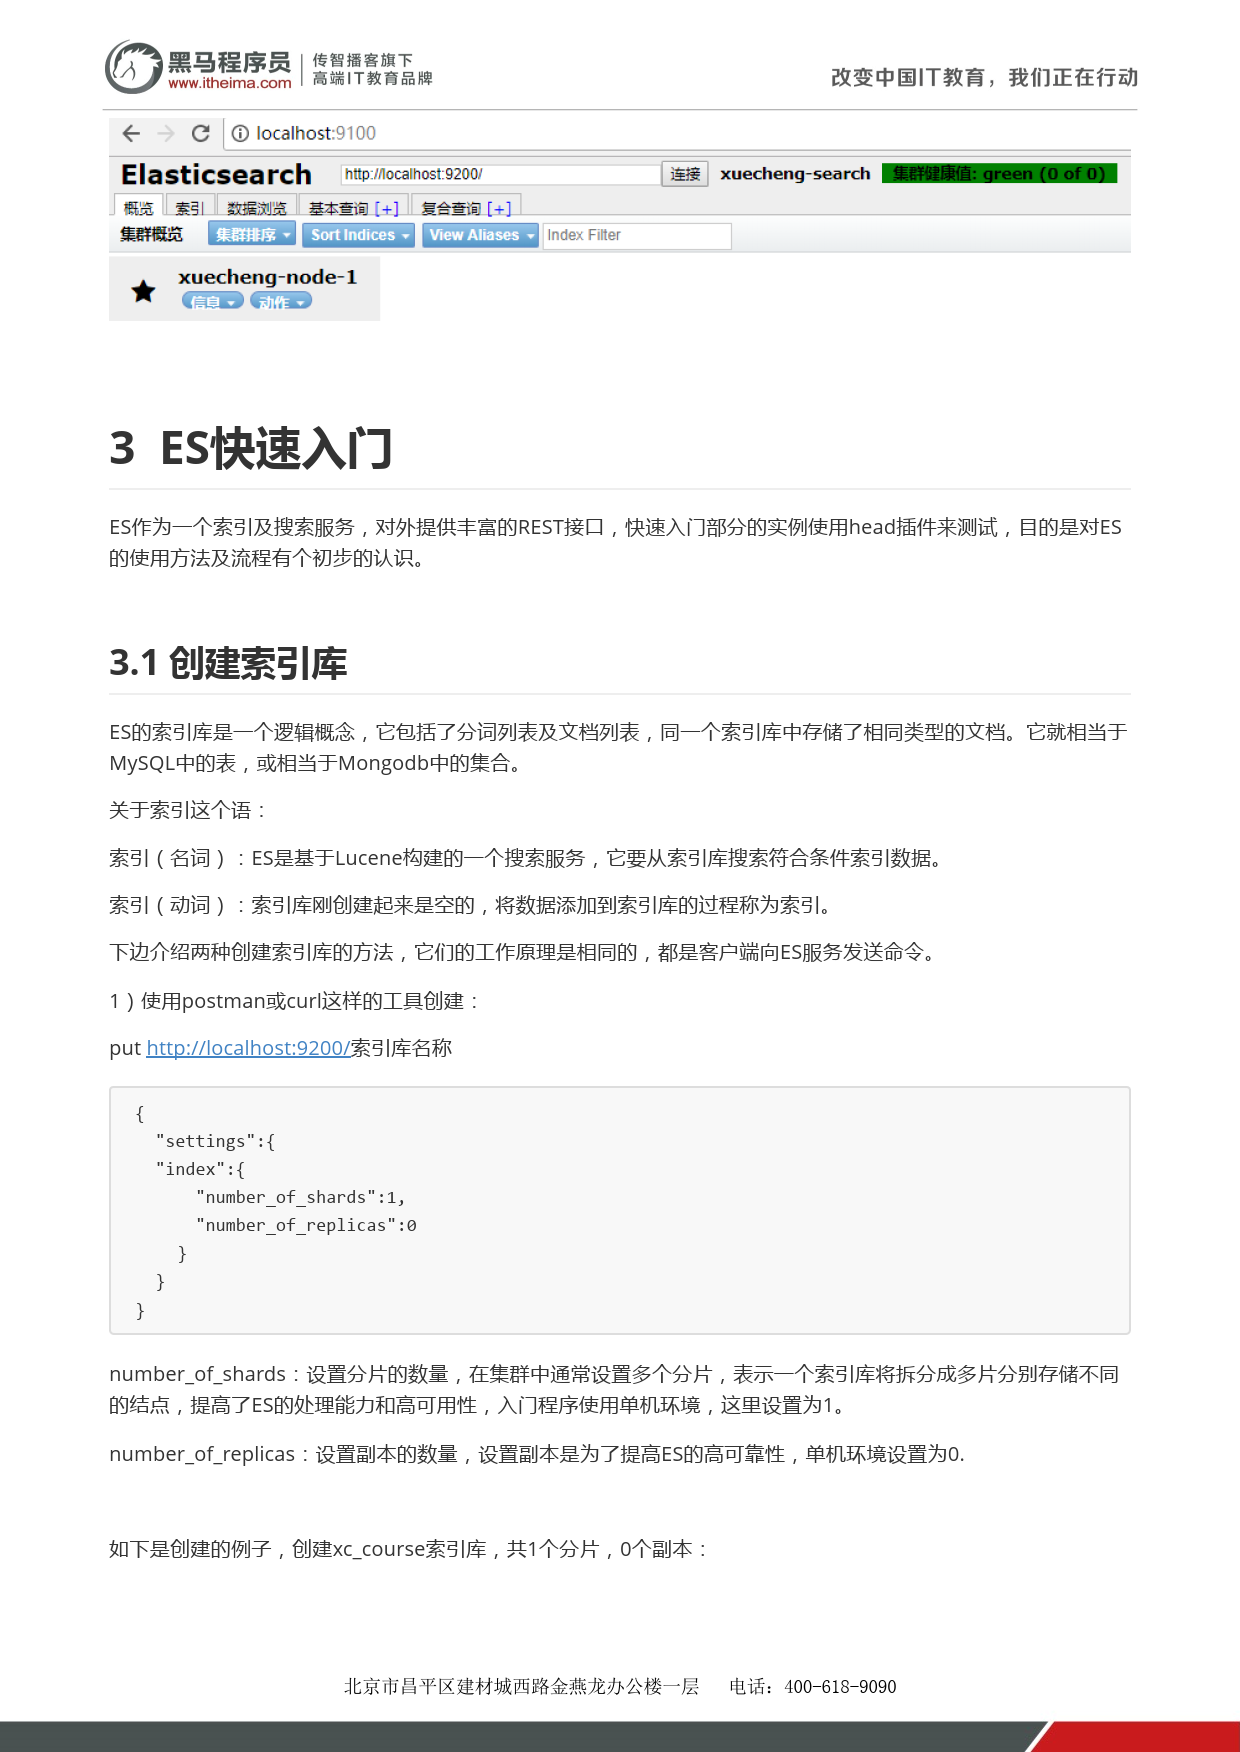 黑马程序员
www.itheima.com
传智播客旗下
高端IT教育品牌
改变中国IT教育，我们正在行动
localhost:9100
Elasticsearch http://localhost:9200/ 连接 xuecheng-search 集群健康值: green (0 of 0)
概览 索引 数据浏览 基本查询 [+] 复合查询 [+]
集群概览 集群排序 Sort Indices View Aliases Index Filter
xuecheng-node-1
信息 动作
3 ES快速入门
ES作为一个索引及搜索服务，对外提供丰富的REST接口，快速入门部分的实例使用head插件来测试，目的是对ES
的使用方法及流程有个初步的认识。
3.1 创建索引库
ES的索引库是一个逻辑概念，它包括了分词列表及文档列表，同一个索引库中存储了相同类型的文档。它就相当于
MySQL中的表，或相当于Mongodb中的集合。
关于索引这个语：
索引（名词）：ES是基于Lucene构建的一个搜索服务，它要从索引库搜索符合条件索引数据。
索引（动词）：索引库刚创建起来是空的，将数据添加到索引库的过程称为索引。
下边介绍两种创建索引库的方法，它们的工作原理是相同的，都是客户端向ES服务发送命令。
1）使用postman或curl这样的工具创建：
put http://localhost:9200/索引库名称
{
"settings":{
"index":{
"number_of_shards":1,
"number_of_replicas":0
}
}
}
number_of_shards：设置分片的数量，在集群中通常设置多个分片，表示一个索引库将拆分成多片分别存储不同
的结点，提高了ES的处理能力和高可用性，入门程序使用单机环境，这里设置为1。
number_of_replicas：设置副本的数量，设置副本是为了提高ES的高可靠性，单机环境设置为0.
如下是创建的例子，创建xc_course索引库，共1个分片，0个副本：
北京市昌平区建材城西路金燕龙办公楼一层 电话：400-618-9090